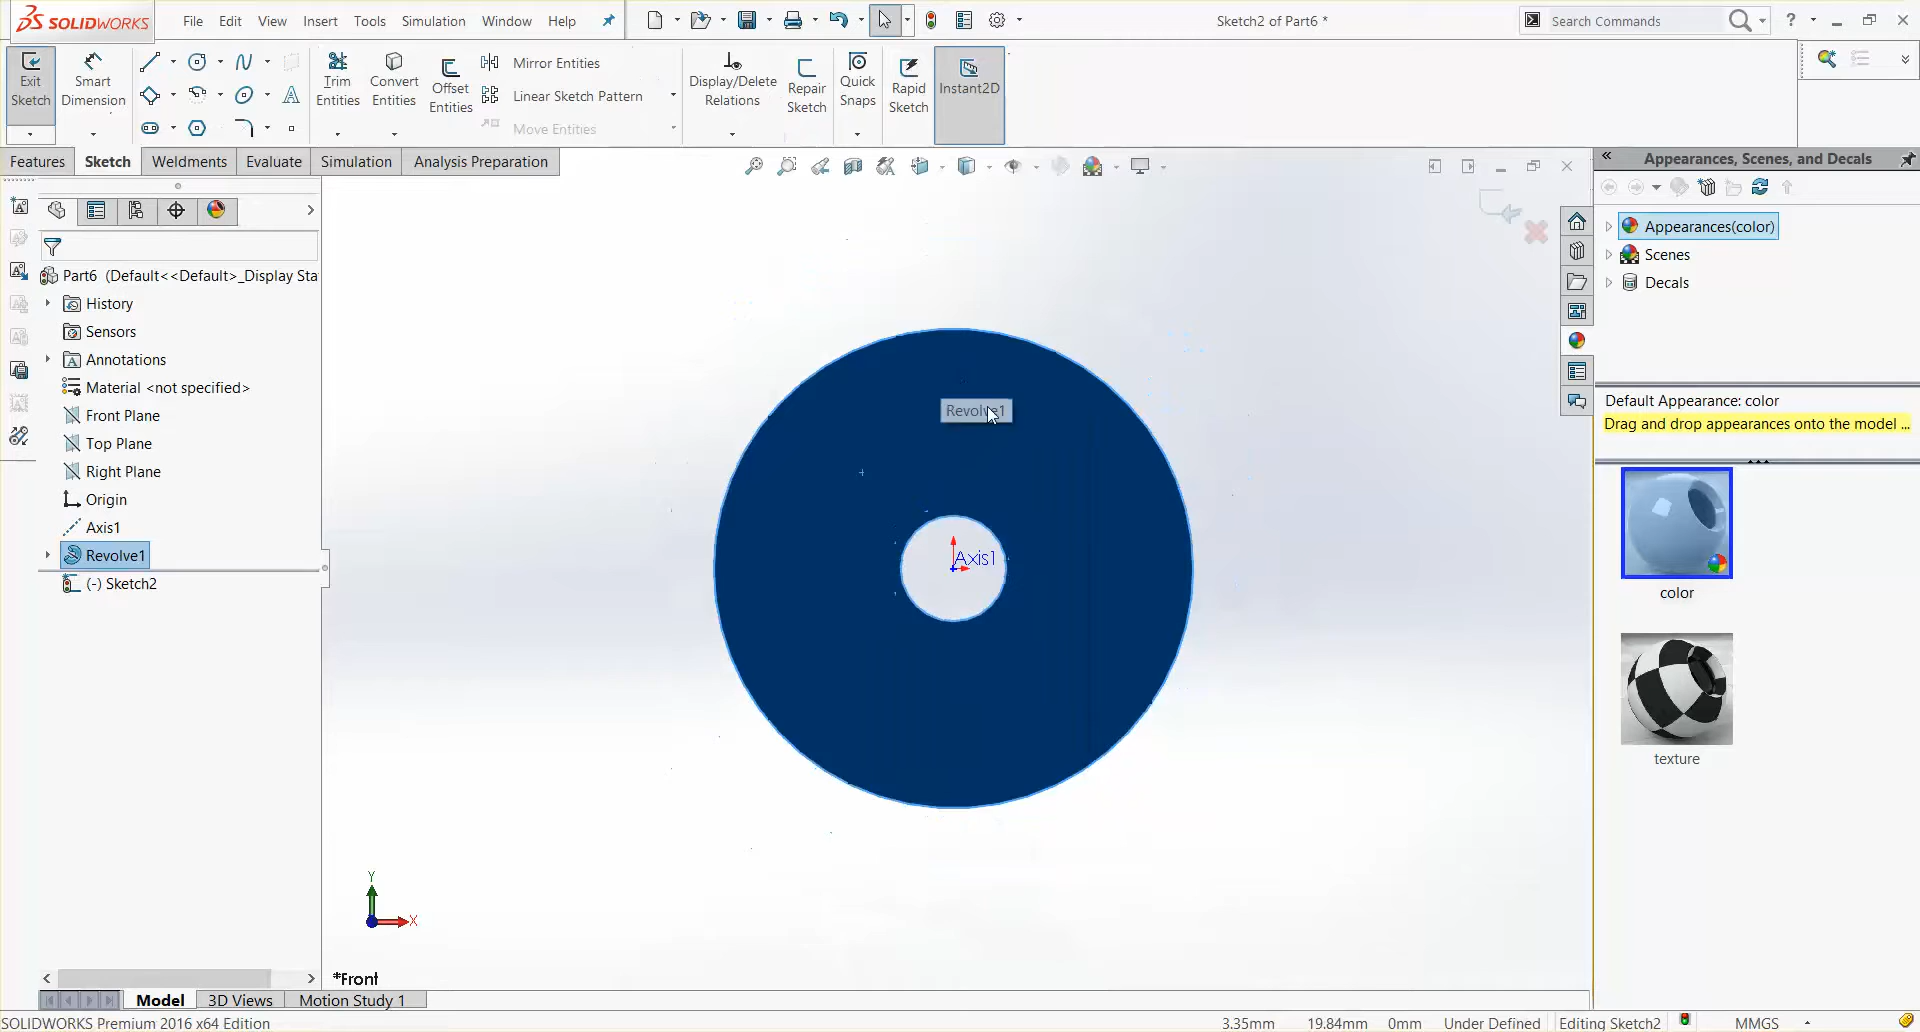 SOLIDWORKS
File
Edit
View
Insert
Tools
Simulation
Window
Help
Sketch2 of Part6 *
Search Commands
?
Exit
Sketch
Smart
Dimension
Trim
Entities
Convert
Entities
Offset
Entities
Mirror Entities
Linear Sketch Pattern
Move Entities
Display/Delete
Relations
Repair
Sketch
Quick
Snaps
Rapid
Sketch
Instant2D
Features
Sketch
Weldments
Evaluate
Simulation
Analysis Preparation
Appearances, Scenes, and Decals
Part6 (Default<<Default>_Display Sta
History
Sensors
Annotations
Material <not specified>
Front Plane
Top Plane
Right Plane
Origin
Axis1
Revolve1
(-) Sketch2
Revolve1
Axis1
Y
X
*Front
Appearances(color)
Scenes
Decals
Default Appearance: color
Drag and drop appearances onto the model ...
color
texture
Model
3D Views
Motion Study 1
SOLIDWORKS Premium 2016 x64 Edition
3.35mm
19.84mm
0mm
Under Defined
Editing Sketch2
MMGS